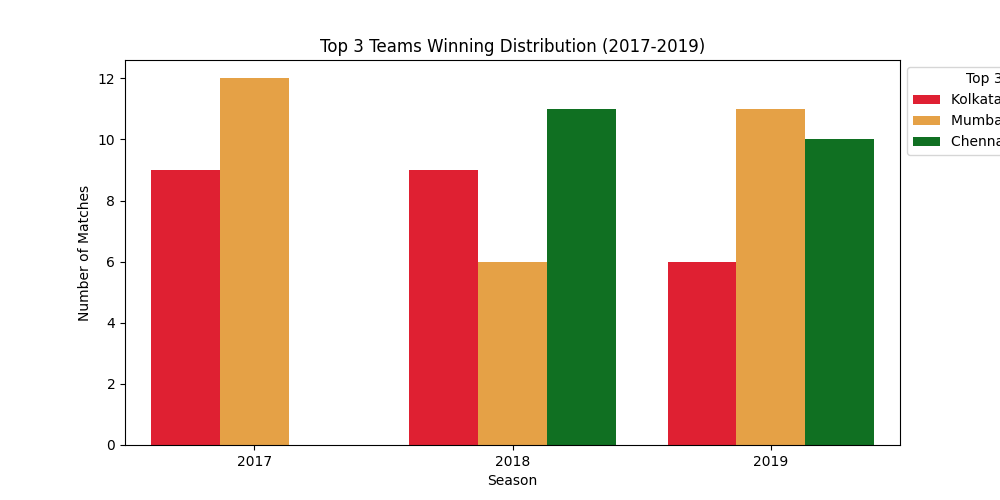 Top 3 Teams Winning Distribution (2017-2019)
Top 3
Kolkata
Mumba
Chenna
Number of Matches
12
10
8
6
4
2
0
2017 2018 2019
Season